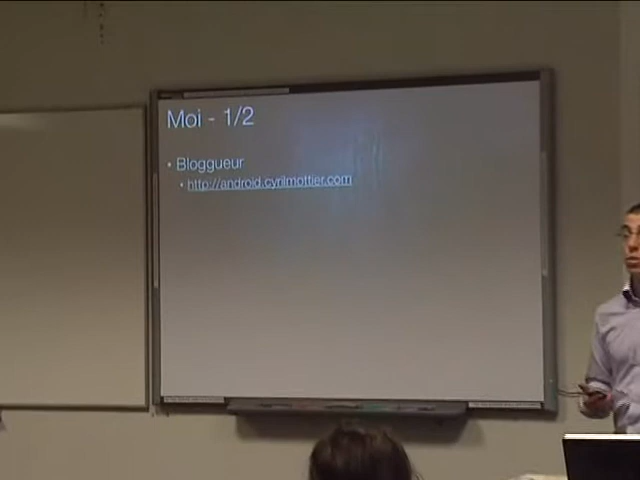 Moi - 1/2
• Bloggueur
• http://android.cyrilmottier.com